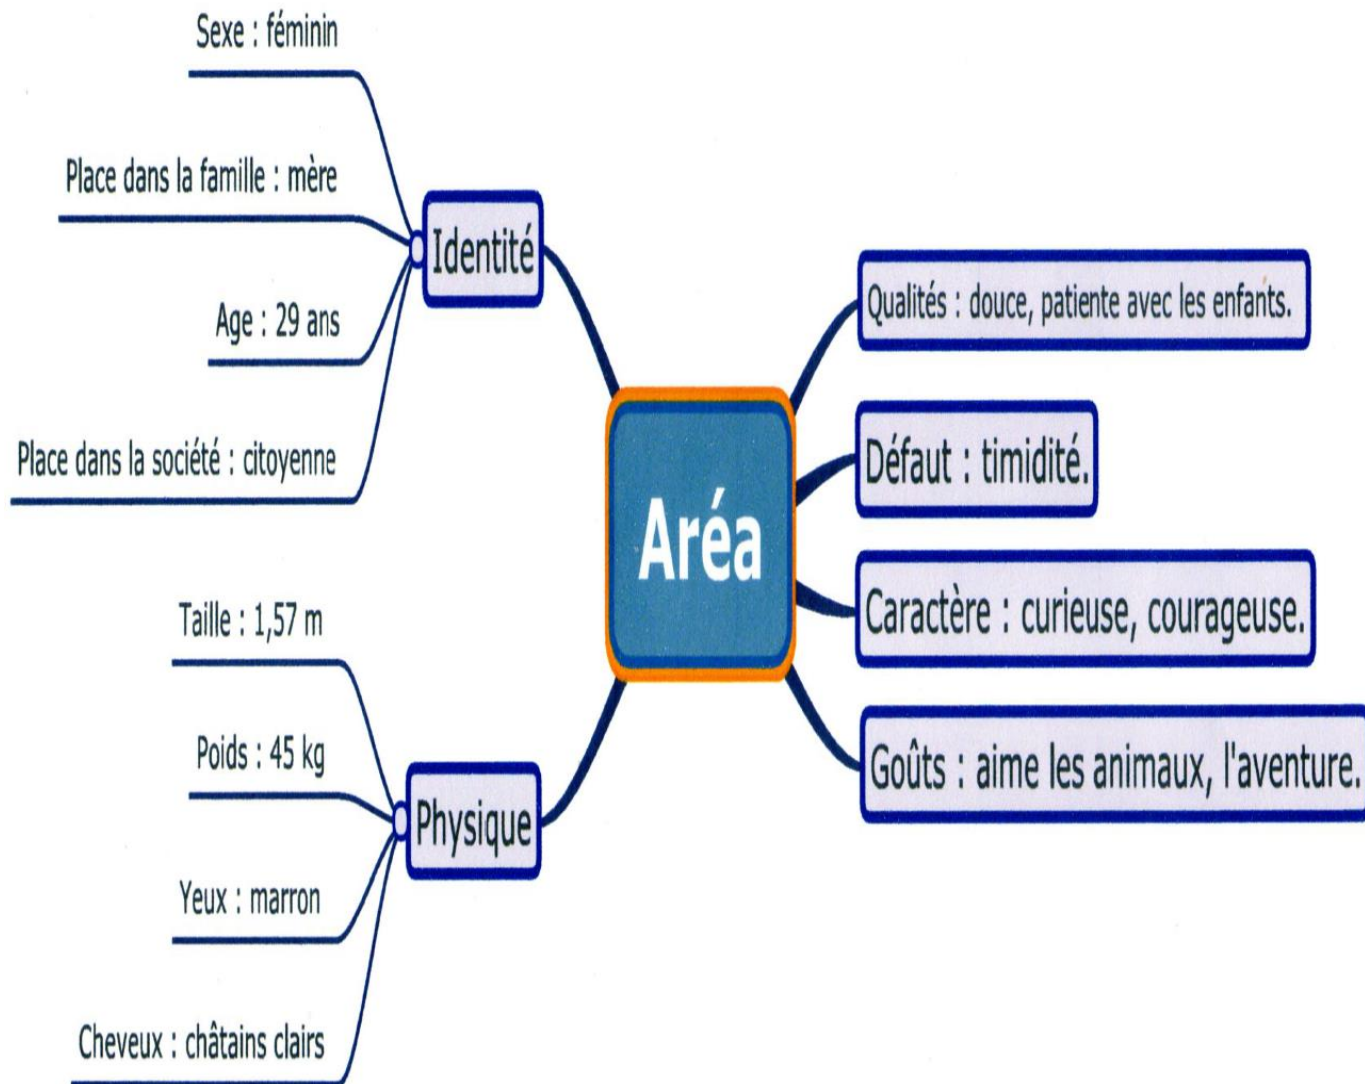 Sexe : féminin
Place dans la famille : mère
Identité
Age : 29 ans
Place dans la société : citoyenne
Taille : 1,57 m
Poids : 45 kg
Physique
Yeux : marron
Cheveux : châtains clairs
Aréa
Qualités : douce, patiente avec les enfants.
Défaut : timidité.
Caractère : curieuse, courageuse.
Goûts : aime les animaux, l'aventure.